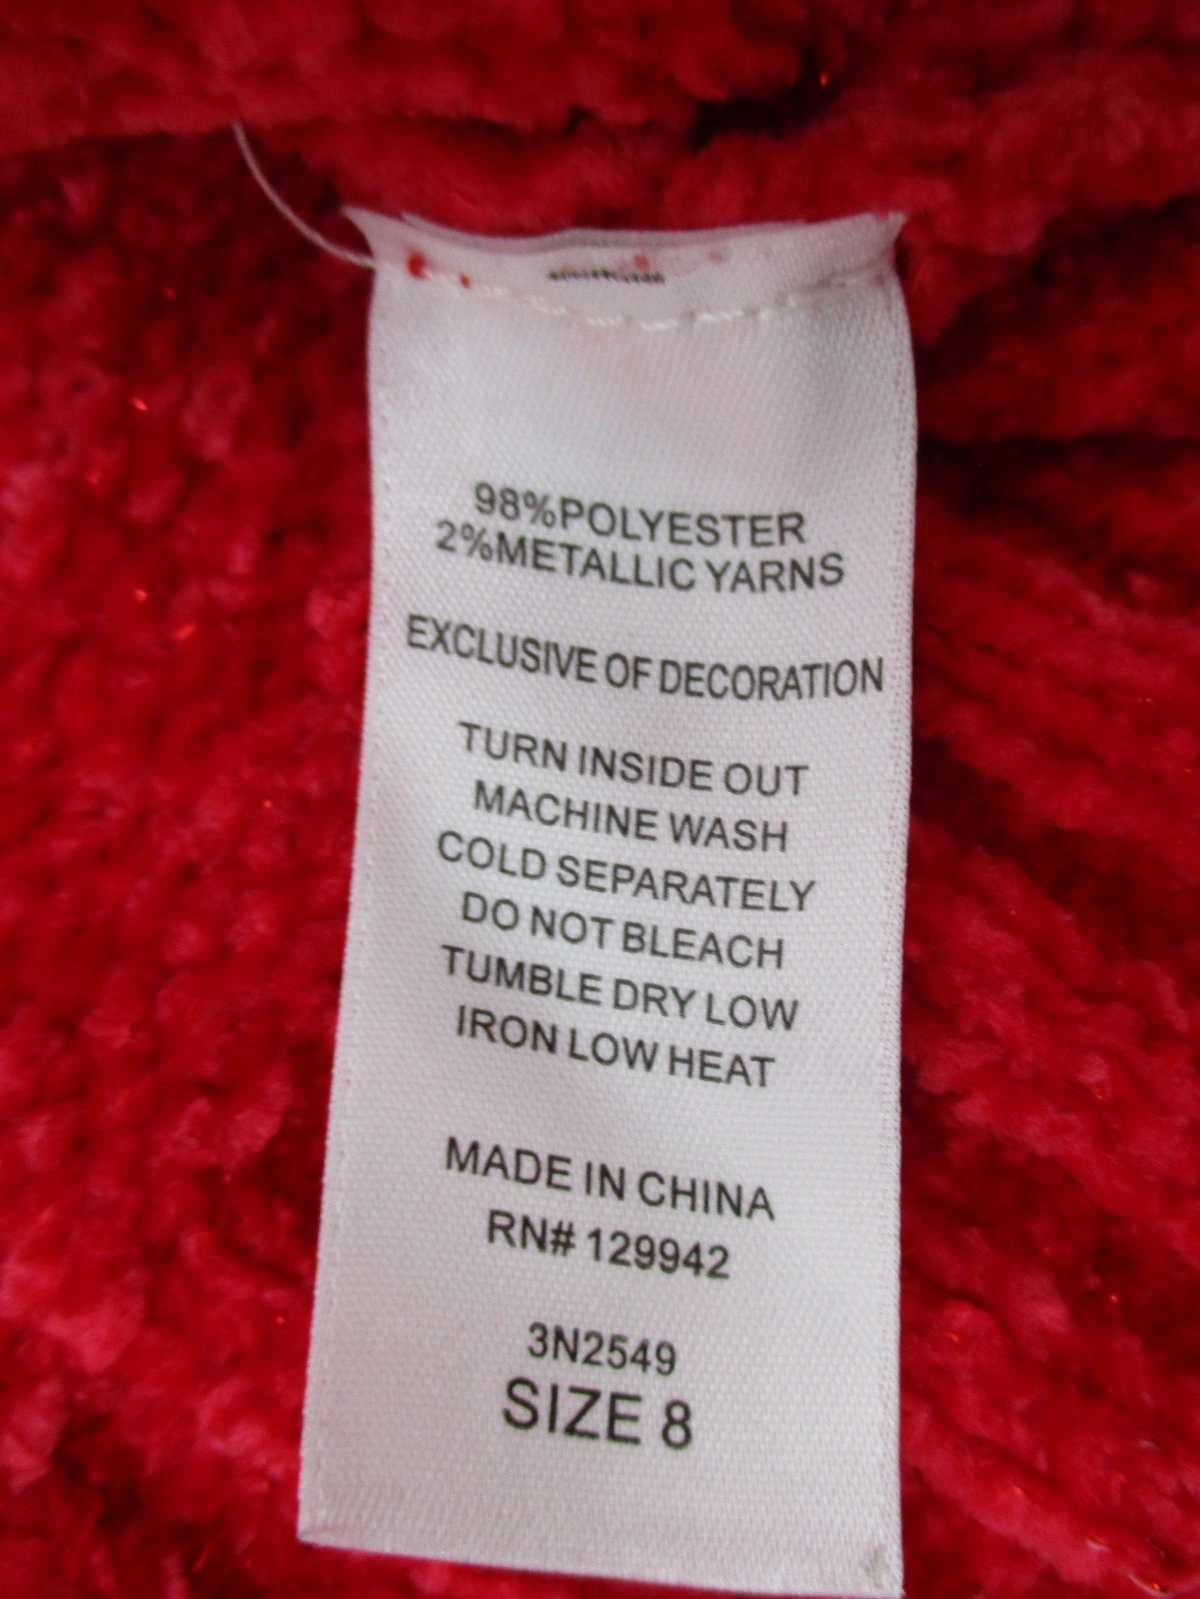 98%POLYESTER
2%METALLIC YARNS
EXCLUSIVE OF DECORATION
TURN INSIDE OUT
MACHINE WASH
COLD SEPARATELY
DO NOT BLEACH
TUMBLE DRY LOW
IRON LOW HEAT
MADE IN CHINA
RN# 129942
3N2549
SIZE 8